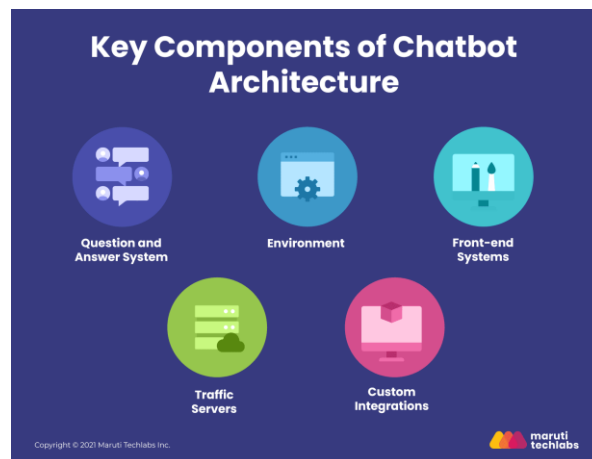 Key Components of Chatbot
Architecture
Question and
Answer System
Environment
Front-end
Systems
Traffic
Servers
Custom
Integrations
Copyright © 2021 Maruti Techlabs Inc.
maruti
techlabs